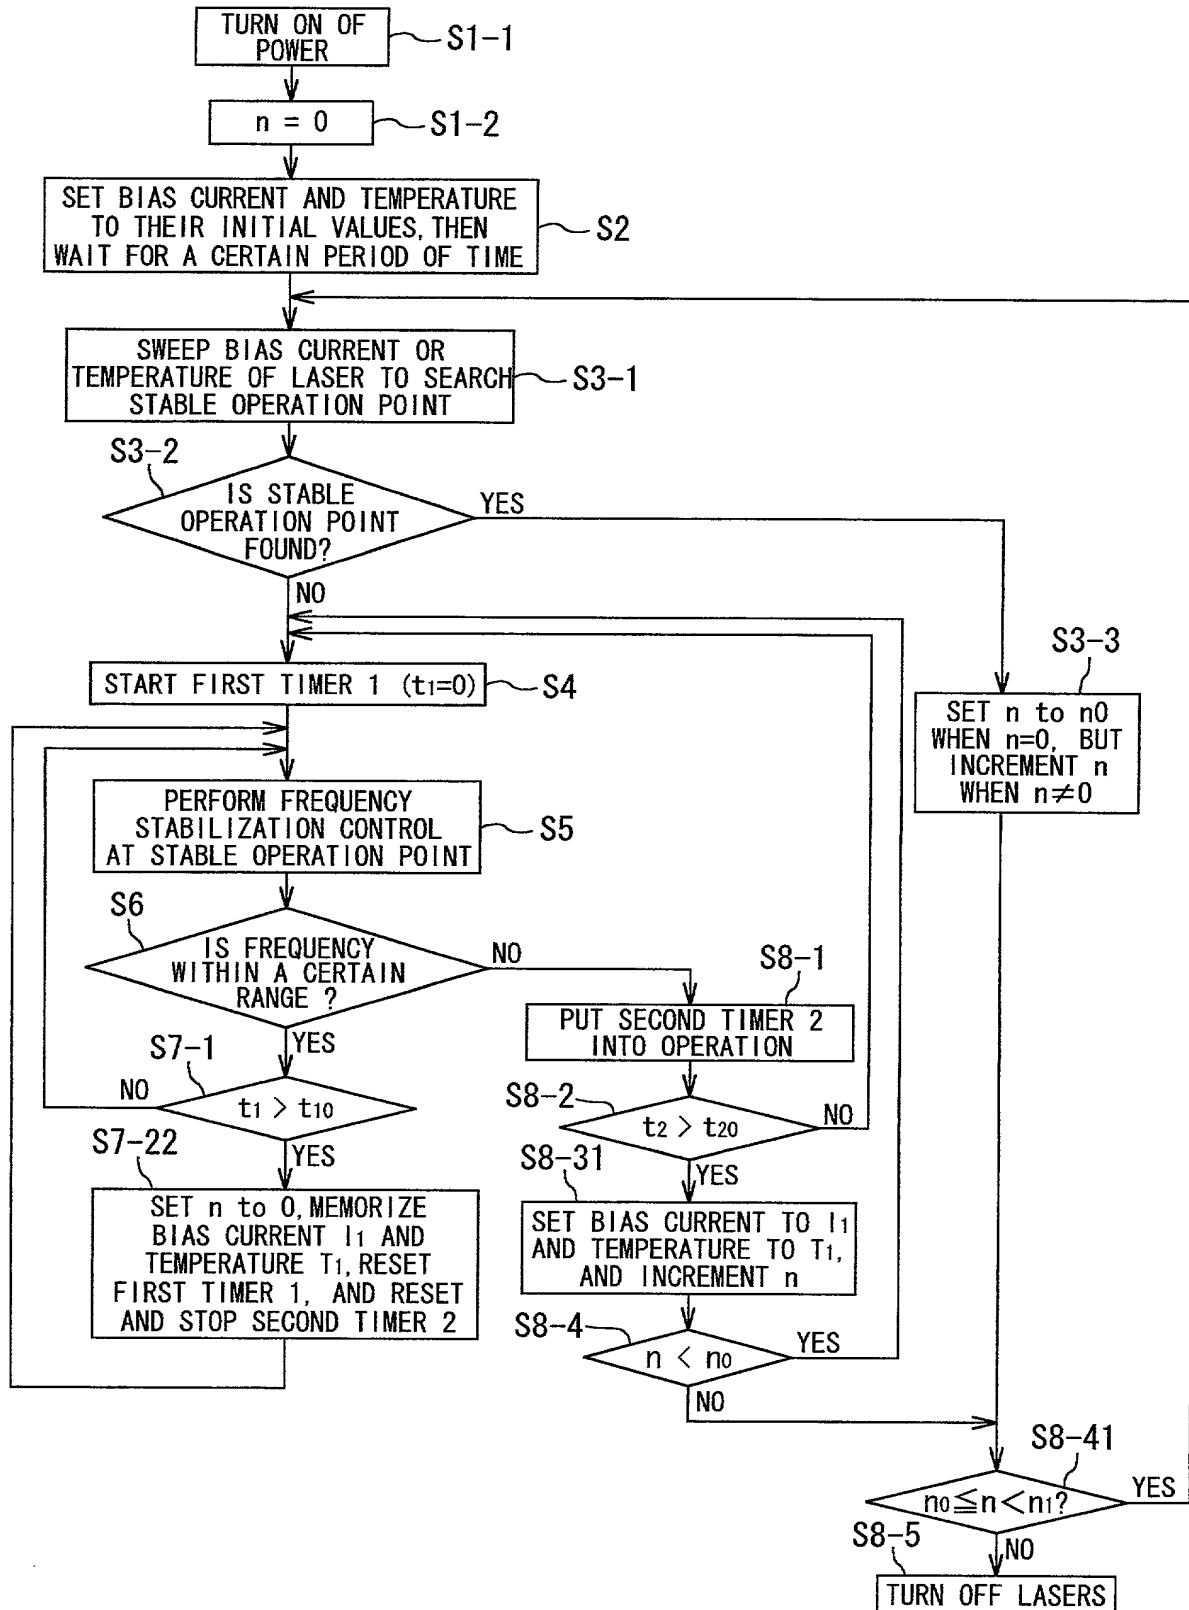 TURN ON OF
POWER
S1-1
n = 0
S1-2
SET BIAS CURRENT AND TEMPERATURE
TO THEIR INITIAL VALUES, THEN
WAIT FOR A CERTAIN PERIOD OF TIME
S2
SWEEP BIAS CURRENT OR
TEMPERATURE OF LASER TO SEARCH
STABLE OPERATION POINT
S3-1
S3-2
IS STABLE
OPERATION POINT
FOUND?
YES
NO
S3-3
SET n to n0
WHEN n=0, BUT
INCREMENT n
WHEN n≠0
START FIRST TIMER 1 (t1=0)
S4
PERFORM FREQUENCY
STABILIZATION CONTROL
AT STABLE OPERATION POINT
S5
S6
IS FREQUENCY
WITHIN A CERTAIN
RANGE ?
NO
YES
S8-1
PUT SECOND TIMER 2
INTO OPERATION
S7-1
NO
t1 > t10
YES
S8-2
t2 > t20
NO
YES
S7-22
SET n to 0, MEMORIZE
BIAS CURRENT I1 AND
TEMPERATURE T1, RESET
FIRST TIMER 1, AND RESET
AND STOP SECOND TIMER 2
S8-31
SET BIAS CURRENT TO I1
AND TEMPERATURE TO T1,
AND INCREMENT n
S8-4
n < n0
YES
NO
S8-41
n0≦n<n1?
YES
NO
S8-5
TURN OFF LASERS